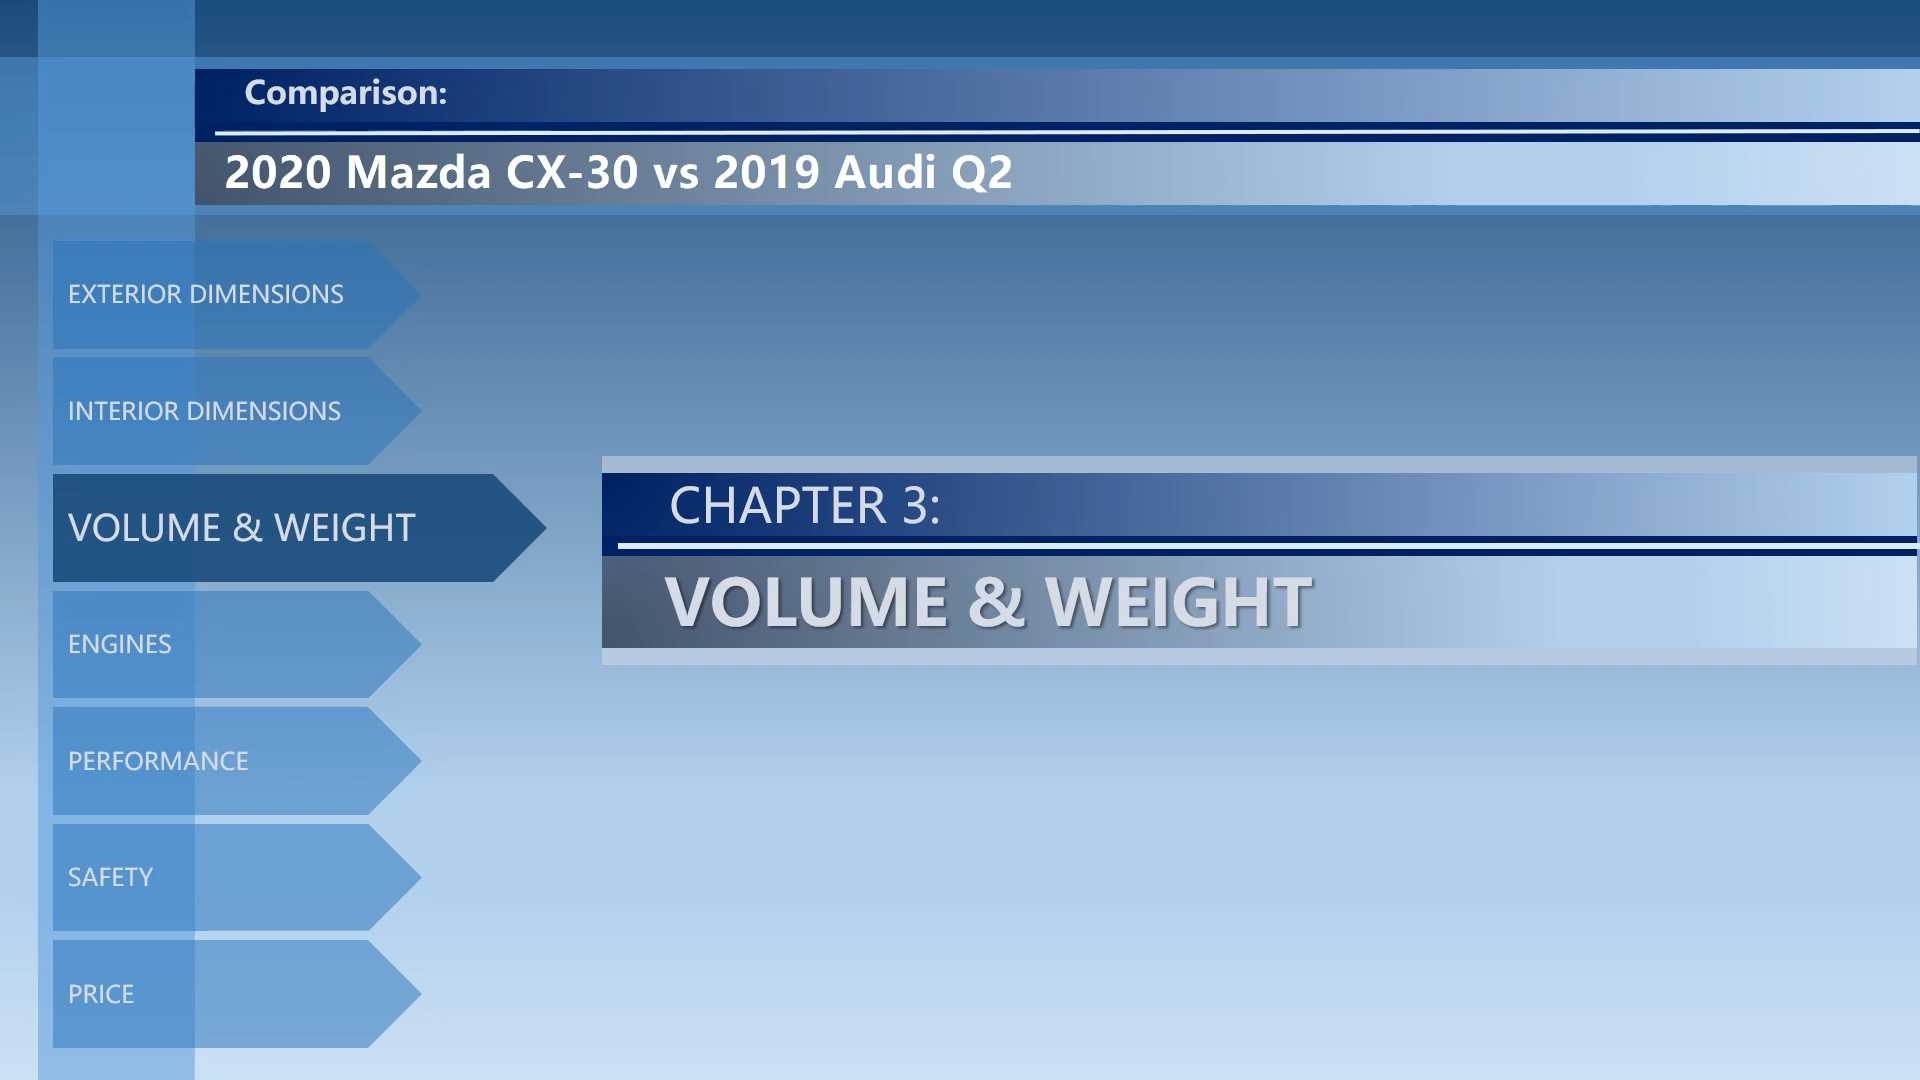 Comparison:
2020 Mazda CX-30 vs 2019 Audi Q2
EXTERIOR DIMENSIONS
INTERIOR DIMENSIONS
VOLUME & WEIGHT
ENGINES
PERFORMANCE
SAFETY
PRICE
CHAPTER 3:
VOLUME & WEIGHT